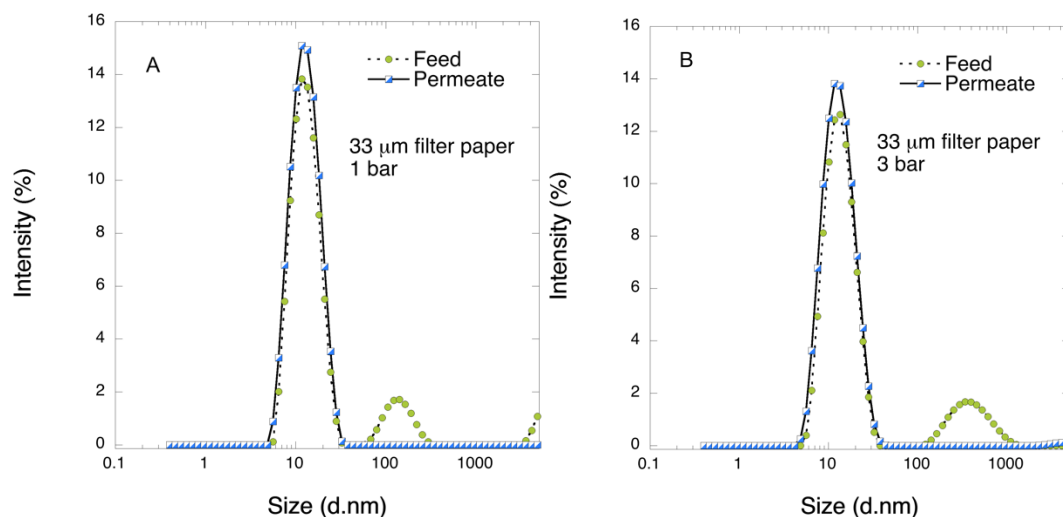 A
Feed
Permeate
33 μm filter paper
1 bar
Intensity (%)
16
14
12
10
8
6
4
2
0
0.1
1
10
100
1000
Size (d.nm)
B
Feed
Permeate
33 μm filter paper
3 bar
Intensity (%)
16
14
12
10
8
6
4
2
0
0.1
1
10
100
1000
Size (d.nm)